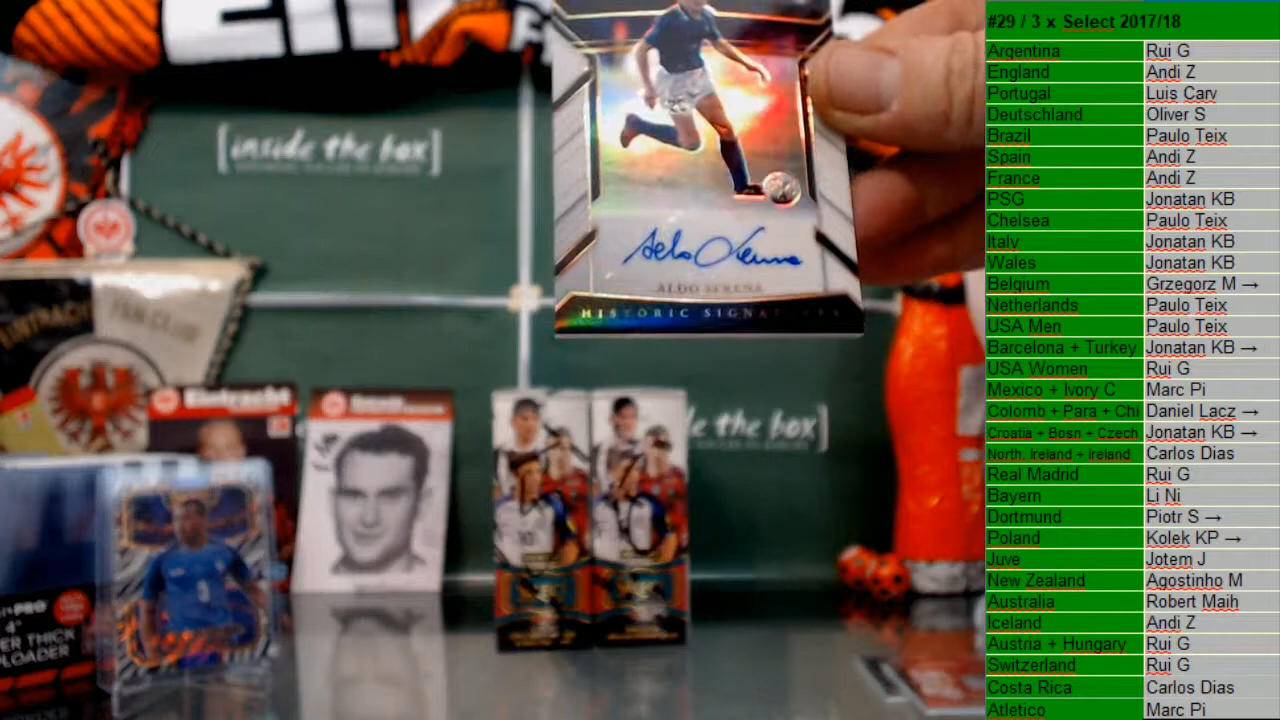 [inside the box]
ALDO SERENA
HISTORIC SIGNATURES
Eintracht
le the box]
#29 / 3 x Select 2017/18
Argentina Rui G
England Andi Z
Portugal Luis Carv
Deutschland Oliver S
Brazil Paulo Teix
Spain Andi Z
France Andi Z
PSG Jonatan KB
Chelsea Paulo Teix
Italy Jonatan KB
Wales Jonatan KB
Belgium Grzegorz M →
Netherlands Paulo Teix
USA Men Paulo Teix
Barcelona + Turkey Jonatan KB →
USA Women Rui G
Mexico + Ivory C Marc Pi
Colomb + Para + Chi Daniel Lacz →
Croatia + Bosn + Czech Jonatan KB →
North. Ireland + Ireland Carlos Dias
Real Madrid Rui G
Bayern Li Ni
Dortmund Piotr S →
Poland Kolek KP →
Juve Jotem J
New Zealand Agostinho M
Australia Robert Maih
Iceland Andi Z
Austria + Hungary Rui G
Switzerland Rui G
Costa Rica Carlos Dias
Atletico Marc Pi